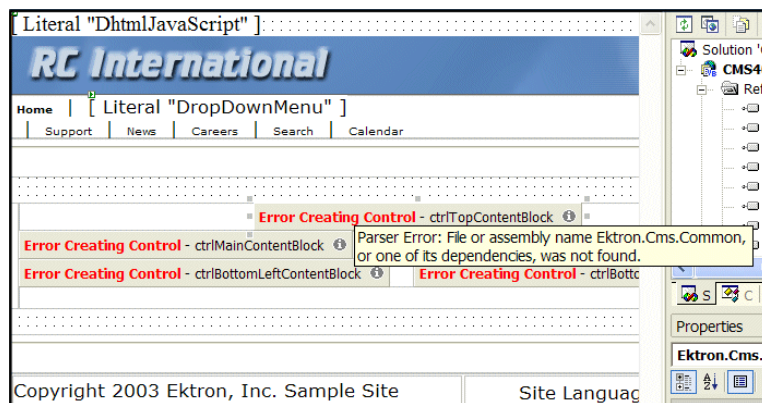 [ Literal "DhtmlJavaScript" ]
Solution '
RC International
CMS4
Ref
Home | [ Literal "DropDownMenu" ]
| Support | News | Careers | Search | Calendar
Error Creating Control - ctrlTopContentBlock
Error Creating Control - ctrlMainContentBlock
Parser Error: File or assembly name Ektron.Cms.Common,
or one of its dependencies, was not found.
Error Creating Control - ctrlBottomLeftContentBlock
Error Creating Control - ctrlBotto
S C
Properties
Ektron.Cms.
Copyright 2003 Ektron, Inc. Sample Site
Site Languag